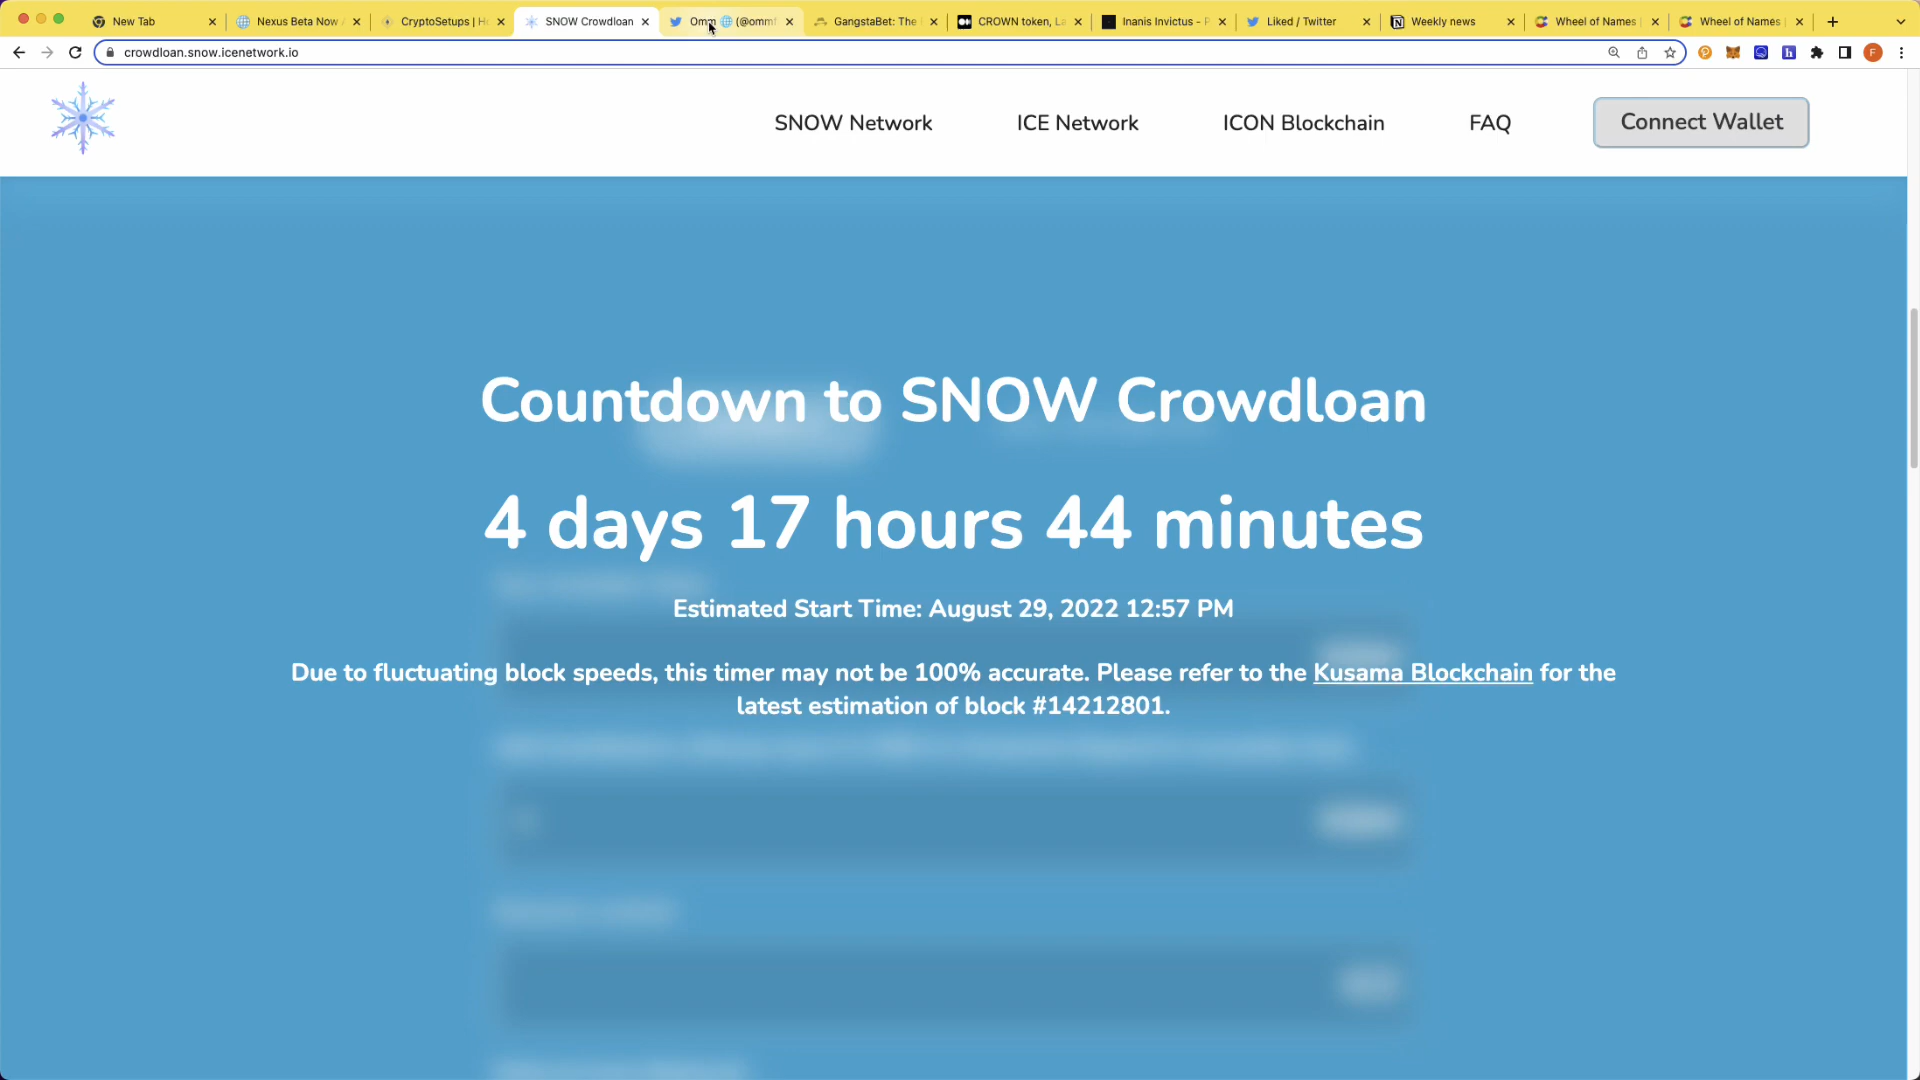 New Tab
Nexus Beta Now
CryptoSetups | H
SNOW Crowdloan
Omm (@omm
GangstaBet: The
CROWN token, La
Inanis Invictus - P
Liked / Twitter
Weekly news
Wheel of Names |
Wheel of Names |
crowdloan.snow.icenetwork.io
F
SNOW Network
ICE Network
ICON Blockchain
FAQ
Connect Wallet
Countdown to SNOW Crowdloan
4 days 17 hours 44 minutes
Estimated Start Time: August 29, 2022 12:57 PM
Due to fluctuating block speeds, this timer may not be 100% accurate. Please refer to the Kusama Blockchain for the
latest estimation of block #14212801.